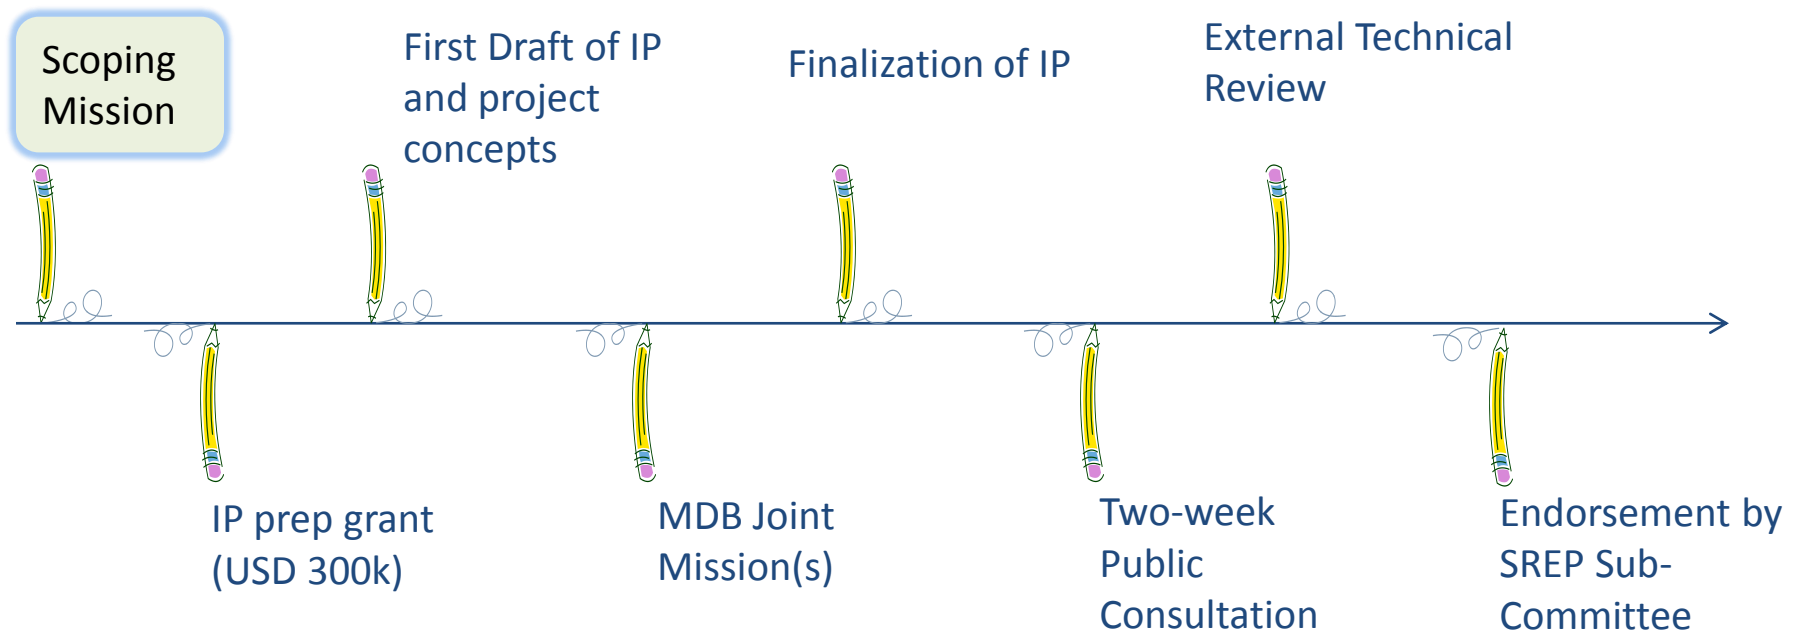 Scoping
Mission
First Draft of IP
and project
concepts
Finalization of IP
External Technical
Review
IP prep grant
(USD 300k)
MDB Joint
Mission(s)
Two-week
Public
Consultation
Endorsement by
SREP Sub-
Committee